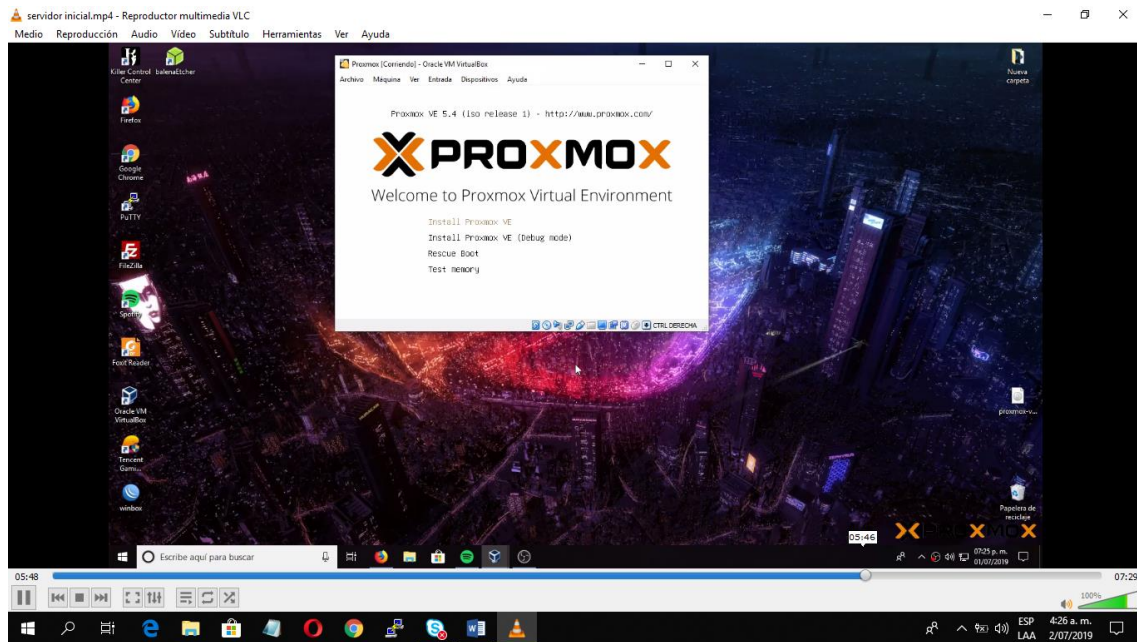 servidor inicial.mp4 - Reproductor multimedia VLC
Medio Reproducción Audio Vídeo Subtítulo Herramientas Ver Ayuda
Killer Control Center
balenaEtcher
Nueva carpeta
Firefox
Google Chrome
PuTTY
FileZilla
Spotify
Foxit Reader
Oracle VM VirtualBox
Tencent Gami...
winbox
Proxmox [Corriendo] - Oracle VM VirtualBox
Archivo Máquina Ver Entrada Dispositivos Ayuda
Proxmox VE 5.4 (iso release 1) - http://www.proxmox.com/
PROXMOX
Welcome to Proxmox Virtual Environment
Install Proxmox VE
Install Proxmox VE (Debug mode)
Rescue Boot
Test memory
CTRL DERECHA
proxmox-v...
Papelera de reciclaje
Escribe aquí para buscar
05:46
07:25 p. m.
01/07/2019
05:48
07:29
100%
ESP
LAA
4:26 a. m.
2/07/2019